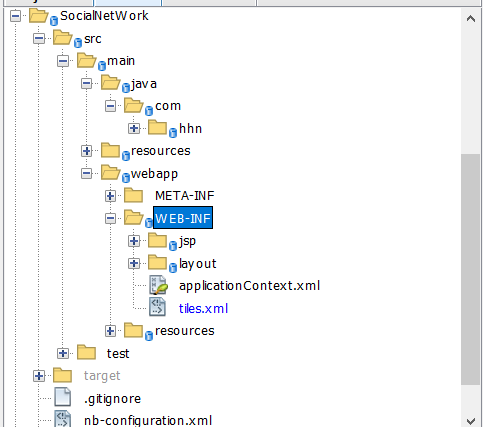 SocialNetWork
src
main
java
com
hhn
resources
webapp
META-INF
WEB-INF
jsp
layout
applicationContext.xml
tiles.xml
resources
test
target
.gitignore
nb-configuration.xml